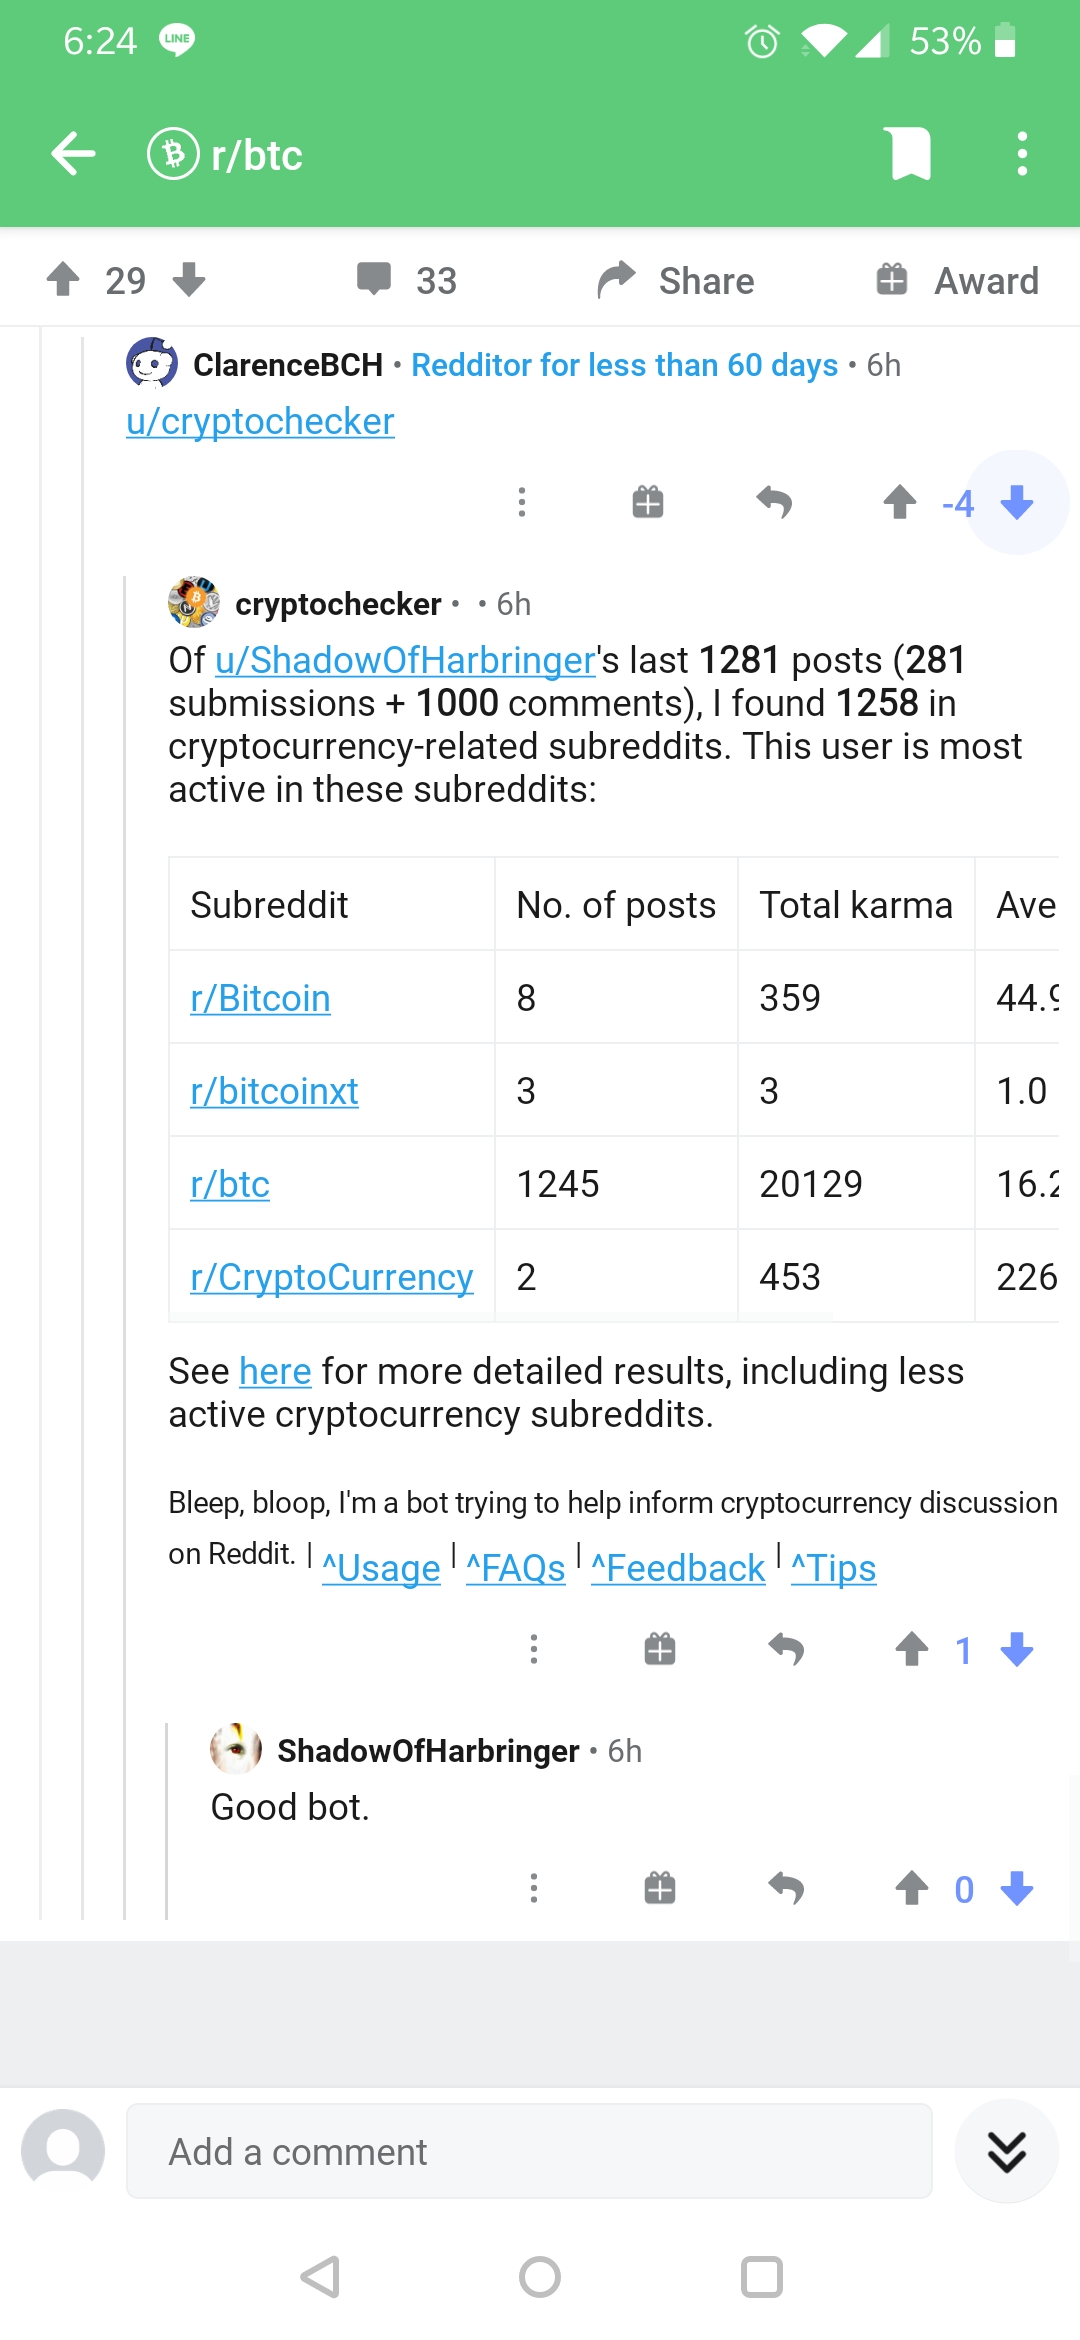 6:24 LINE 53%
r/btc
29 33 Share Award
ClarenceBCH • Redditor for less than 60 days • 6h
u/cryptochecker
-4
cryptochecker • • 6h
Of u/ShadowOfHarbringer's last 1281 posts (281
submissions + 1000 comments), I found 1258 in
cryptocurrency-related subreddits. This user is most
active in these subreddits:
Subreddit No. of posts Total karma Ave
r/Bitcoin 8 359 44.9
r/bitcoinxt 3 3 1.0
r/btc 1245 20129 16.2
r/CryptoCurrency 2 453 226
See here for more detailed results, including less
active cryptocurrency subreddits.
Bleep, bloop, I'm a bot trying to help inform cryptocurrency discussion
on Reddit. | ^Usage | ^FAQs | ^Feedback | ^Tips
1
ShadowOfHarbringer • 6h
Good bot.
0
Add a comment